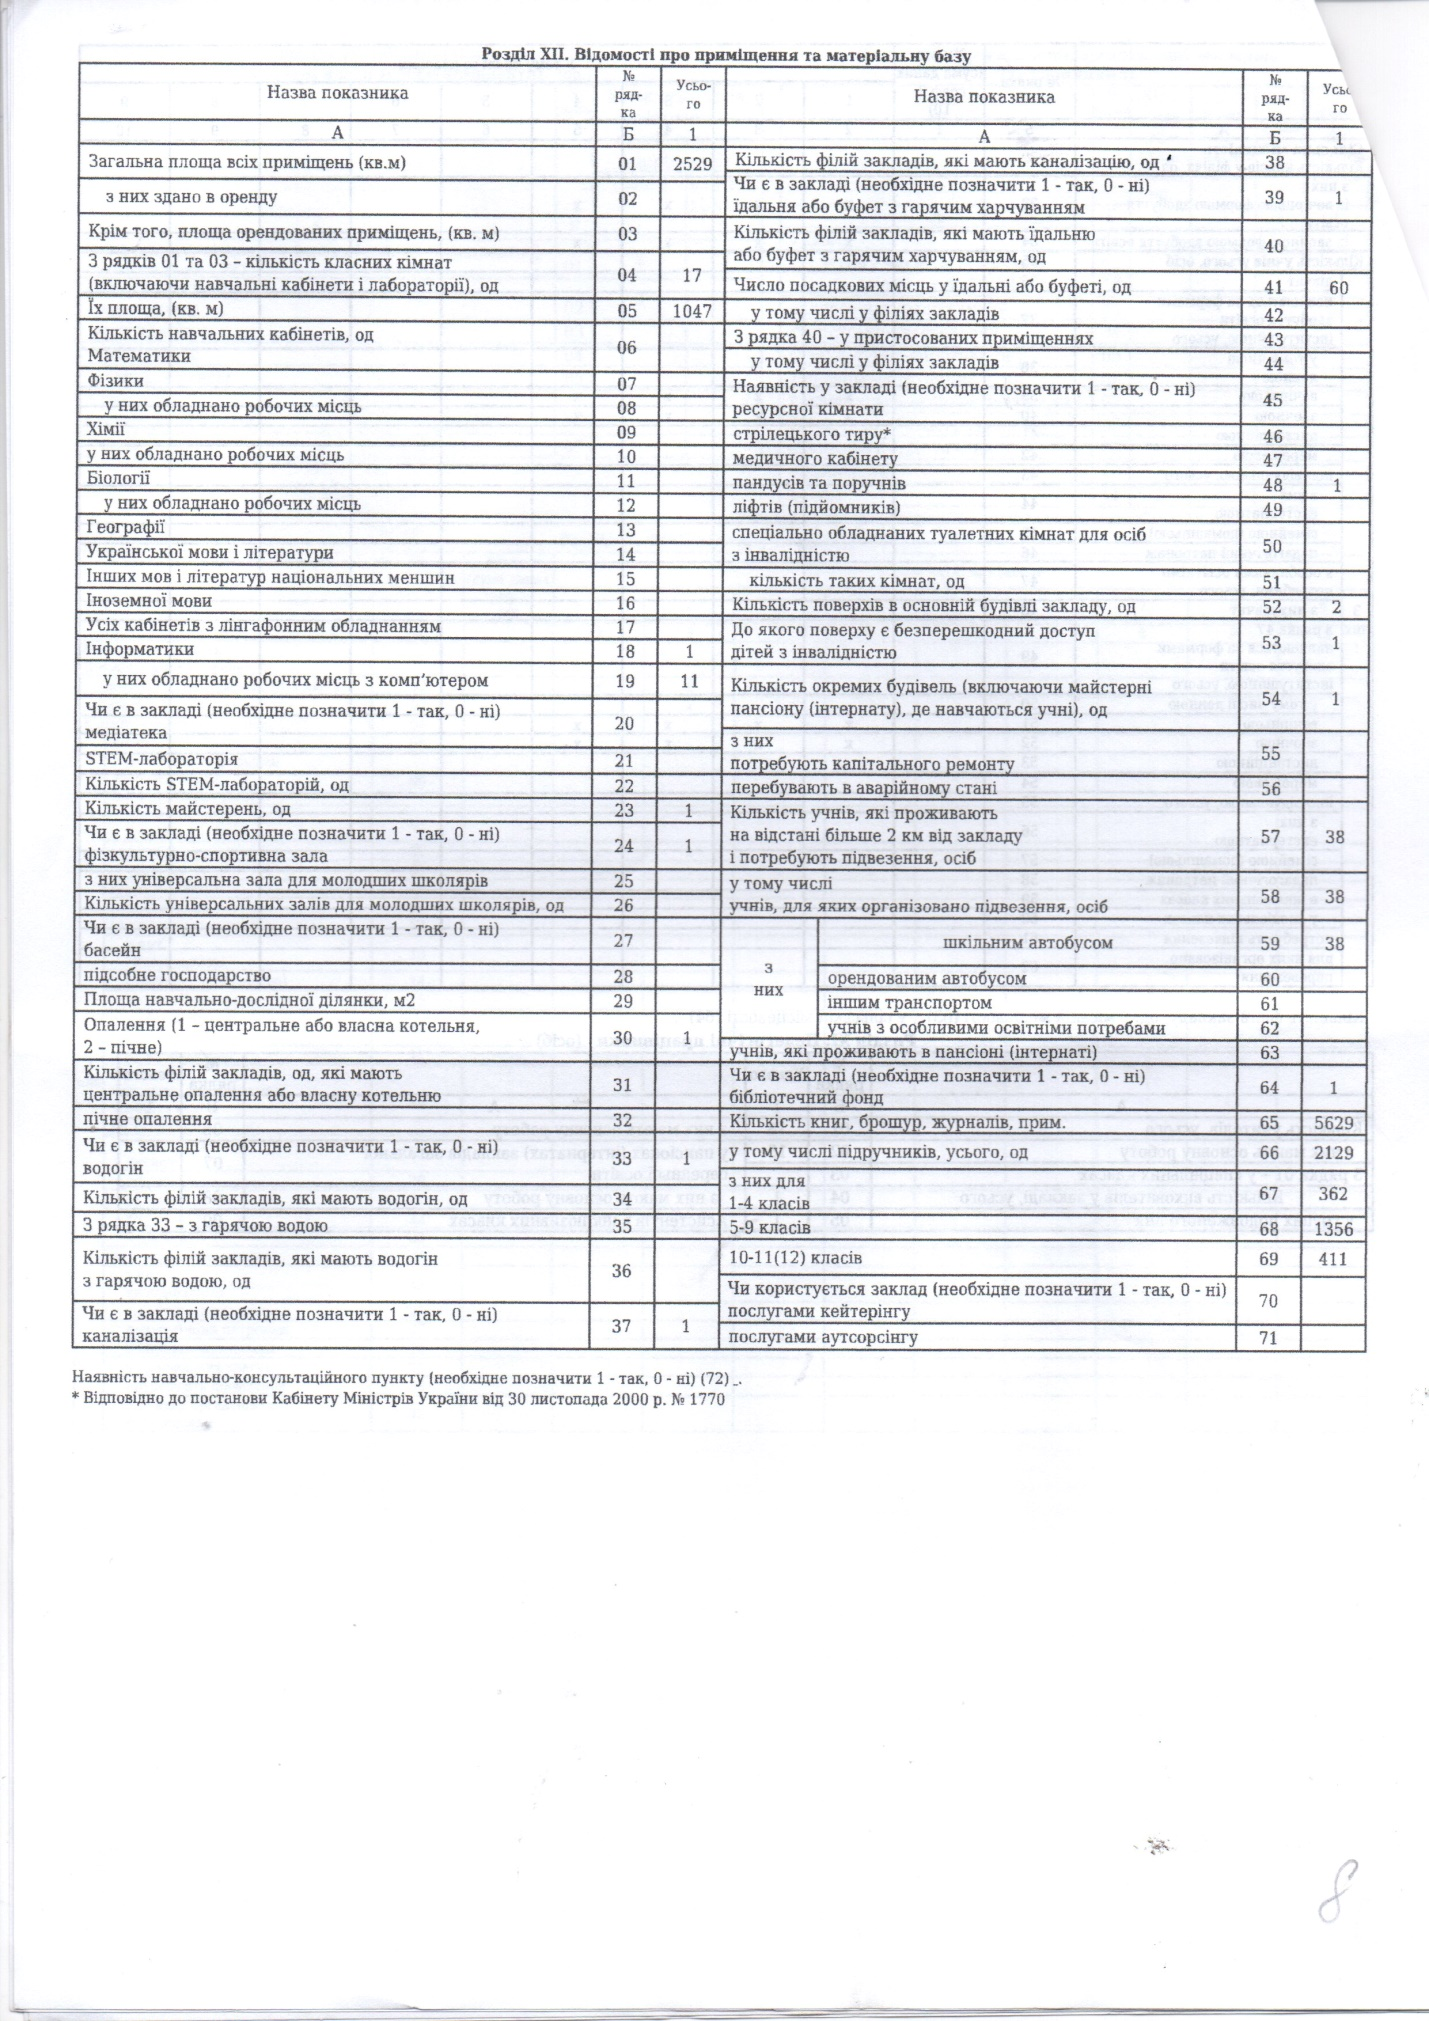 Розділ XII. Відомості про приміщення та матеріальну базу
Назва показника
№
ряд-
ка
Усьо-
го
А Б 1
Загальна площа всіх приміщень (кв.м) 01 2529
з них здано в оренду 02
Крім того, площа орендованих приміщень, (кв. м) 03
З рядків 01 та 03 – кількість класних кімнат
(включаючи навчальні кабінети і лабораторії), од 04 17
Їх площа, (кв. м) 05 1047
Кількість навчальних кабінетів, од
Математики 06
Фізики 07
у них обладнано робочих місць 08
Хімії 09
у них обладнано робочих місць 10
Біології 11
у них обладнано робочих місць 12
Географії 13
Української мови і літератури 14
Інших мов і літератур національних меншин 15
Іноземної мови 16
Усіх кабінетів з лінгафонним обладнанням 17
Інформатики 18 1
у них обладнано робочих місць з комп’ютером 19 11
Чи є в закладі (необхідне позначити 1 - так, 0 - ні)
медіатека 20
STEM-лабораторія 21
Кількість STEM-лабораторій, од 22
Кількість майстерень, од 23 1
Чи є в закладі (необхідне позначити 1 - так, 0 - ні)
фізкультурно-спортивна зала 24 1
з них універсальна зала для молодших школярів 25
Кількість універсальних залів для молодших школярів, од 26
Чи є в закладі (необхідне позначити 1 - так, 0 - ні)
басейн 27
підсобне господарство 28
Площа навчально-дослідної ділянки, м2 29
Опалення (1 – центральне або власна котельня,
2 – пічне) 30 1
Кількість філій закладів, од, які мають
центральне опалення або власну котельню 31
пічне опалення 32
Чи є в закладі (необхідне позначити 1 - так, 0 - ні)
водогін 33 1
Кількість філій закладів, які мають водогін, од 34
З рядка 33 – з гарячою водою 35
Кількість філій закладів, які мають водогін
з гарячою водою, од 36
Чи є в закладі (необхідне позначити 1 - так, 0 - ні)
каналізація 37 1
Назва показника
№
ряд-
ка
Усьо
го
А Б 1
Кількість філій закладів, які мають каналізацію, од 38
Чи є в закладі (необхідне позначити 1 - так, 0 - ні)
їдальня або буфет з гарячим харчуванням 39 1
Кількість філій закладів, які мають їдальню
або буфет з гарячим харчуванням, од 40
Число посадкових місць у їдальні або буфеті, од 41 60
у тому числі у філіях закладів 42
З рядка 40 – у пристосованих приміщеннях 43
у тому числі у філіях закладів 44
Наявність у закладі (необхідне позначити 1 - так, 0 - ні)
ресурсної кімнати 45
стрілецького тиру* 46
медичного кабінету 47
пандусів та поручнів 48 1
ліфтів (підйомників) 49
спеціально обладнаних туалетних кімнат для осіб
з інвалідністю 50
кількість таких кімнат, од 51
Кількість поверхів в основній будівлі закладу, од 52 2
До якого поверху є безперешкодний доступ
дітей з інвалідністю 53 1
Кількість окремих будівель (включаючи майстерні
пансіону (інтернату), де навчаються учні), од 54 1
з них
потребують капітального ремонту 55
перебувають в аварійному стані 56
Кількість учнів, які проживають
на відстані більше 2 км від закладу
і потребують підвезення, осіб 57 38
у тому числі
учнів, для яких організовано підвезення, осіб 58 38
з
них
шкільним автобусом 59 38
орендованим автобусом 60
іншим транспортом 61
учнів з особливими освітніми потребами 62
учнів, які проживають в пансіоні (інтернаті) 63
Чи є в закладі (необхідне позначити 1 - так, 0 - ні)
бібліотечний фонд 64 1
Кількість книг, брошур, журналів, прим. 65 5629
у тому числі підручників, усього, од 66 2129
з них для
1-4 класів 67 362
5-9 класів 68 1356
10-11(12) класів 69 411
Чи користується заклад (необхідне позначити 1 - так, 0 - ні)
послугами кейтерінгу 70
послугами аутсорсінгу 71
Наявність навчально-консультаційного пункту (необхідне позначити 1 - так, 0 - ні) (72) _.
* Відповідно до постанови Кабінету Міністрів України від 30 листопада 2000 р. № 1770
8